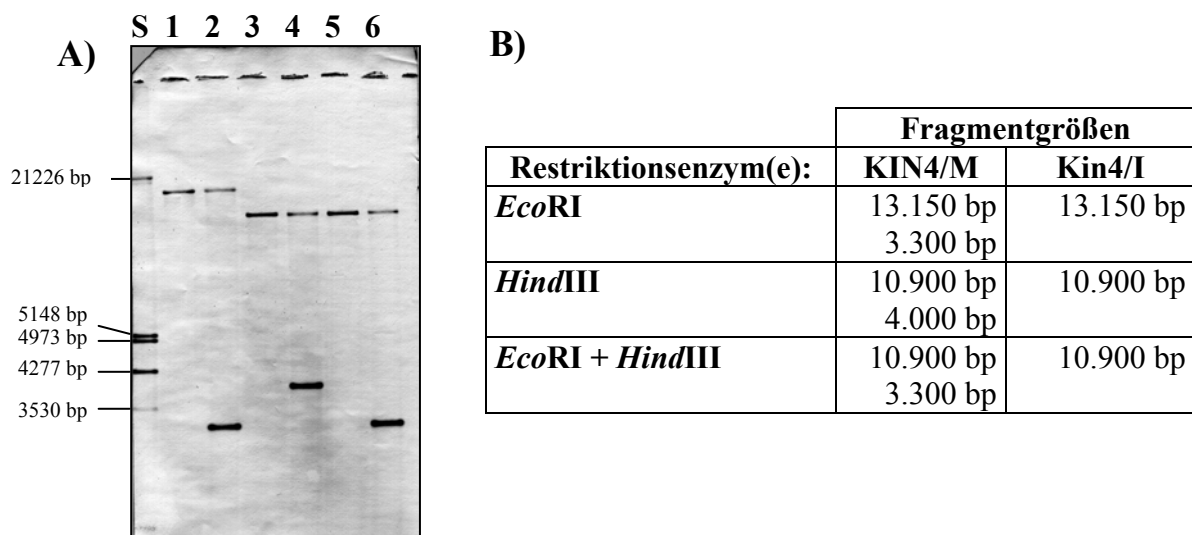 A)
S 1 2 3 4 5 6
21226 bp
5148 bp
4973 bp
4277 bp
3530 bp
B)
Fragmentgrößen
Restriktionsenzym(e): KIN4/M Kin4/I
EcoRI 13.150 bp 13.150 bp
3.300 bp
HindIII 10.900 bp 10.900 bp
4.000 bp
EcoRI + HindIII 10.900 bp 10.900 bp
3.300 bp